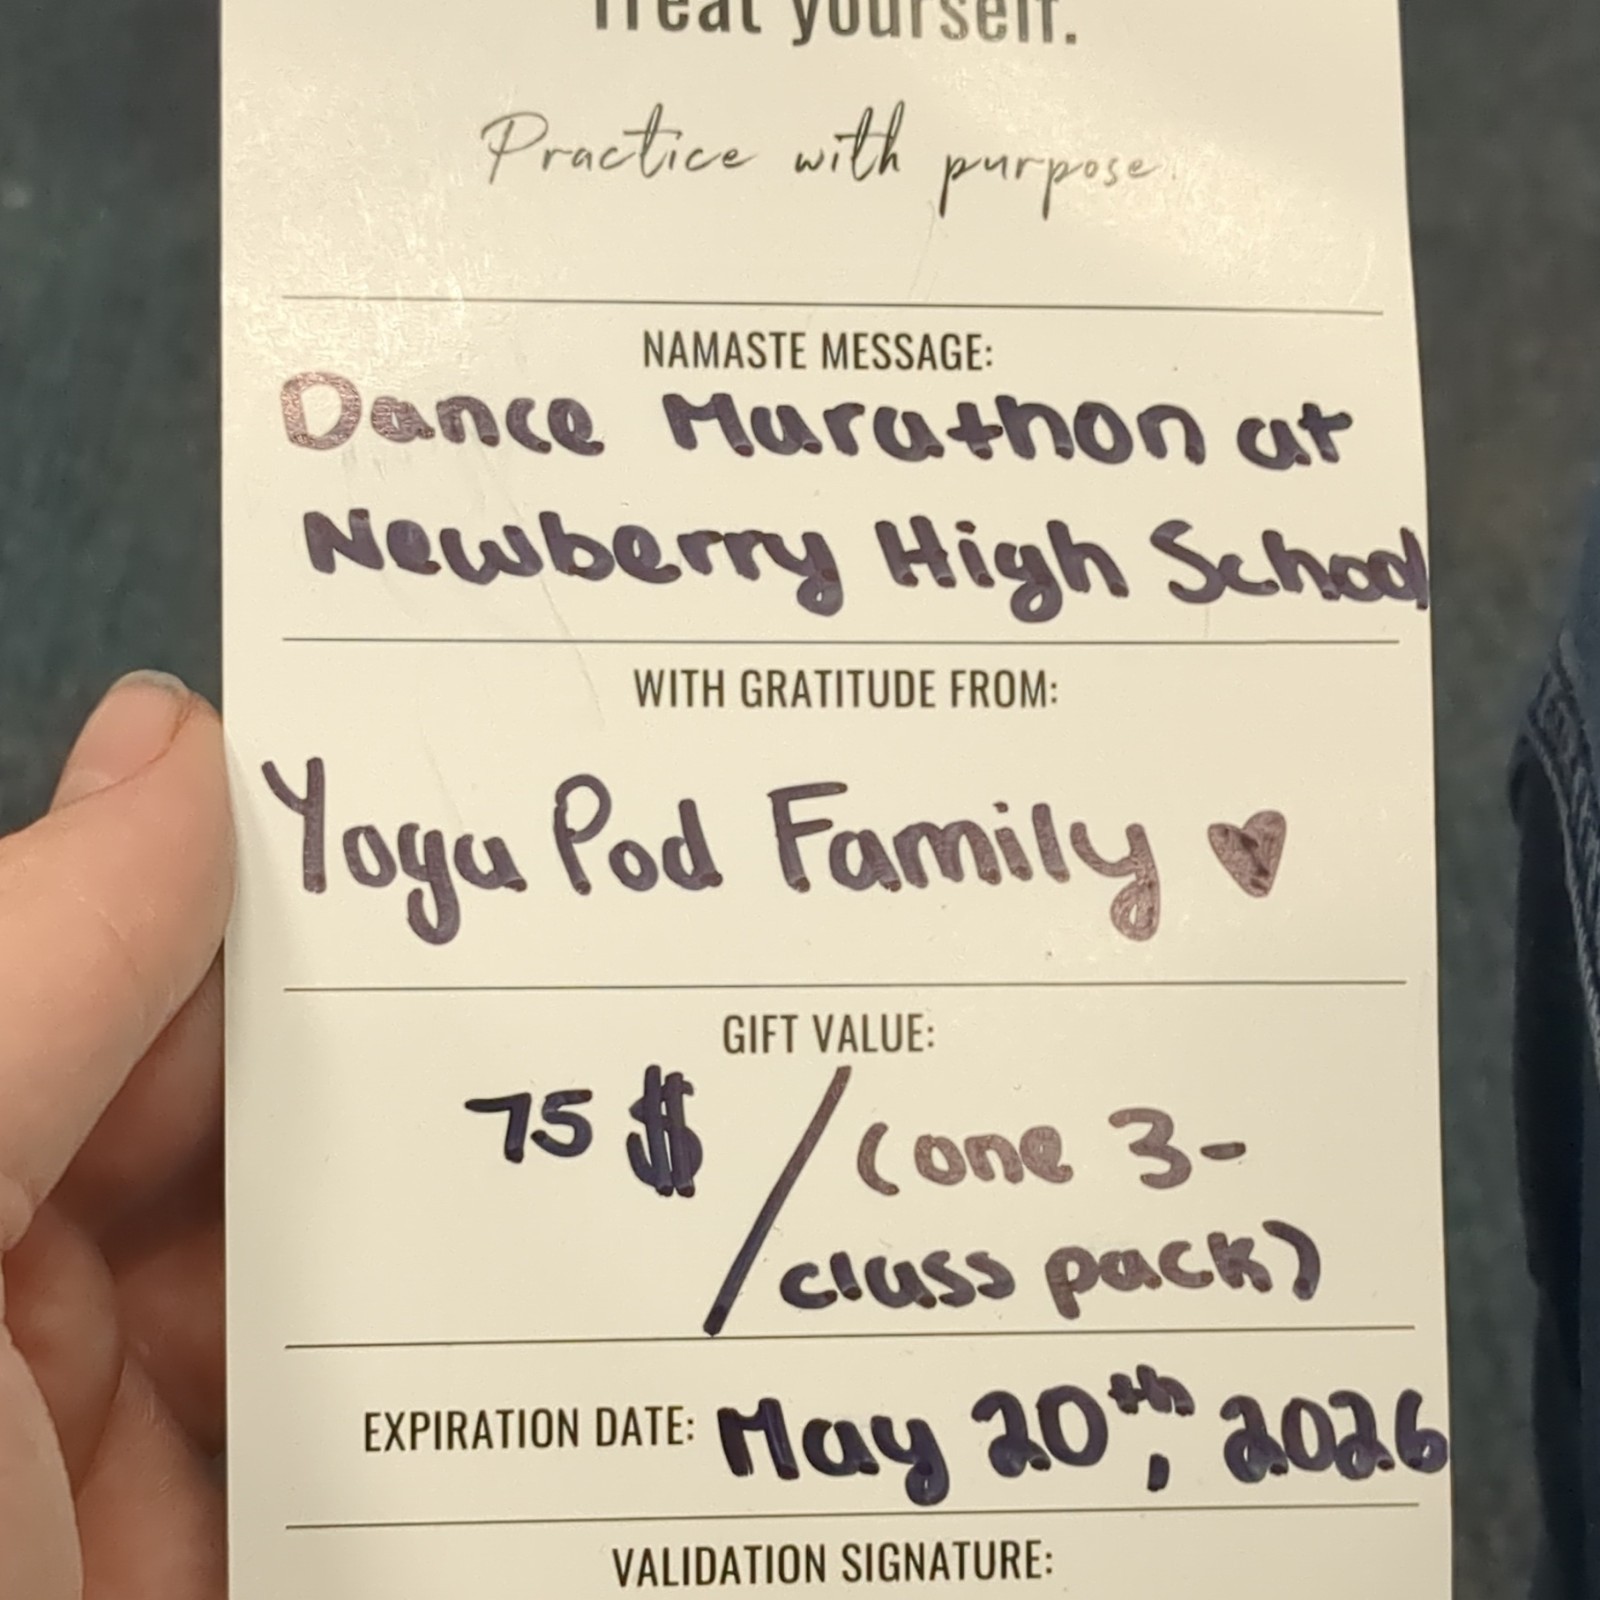 Treat yourself.
Practice with purpose.
NAMASTE MESSAGE:
Dance Marathon at
Newberry High School
WITH GRATITUDE FROM:
Yoga Pod Family ♥
GIFT VALUE:
75 $ / (one 3-
class pack)
EXPIRATION DATE: May 20th, 2026
VALIDATION SIGNATURE: